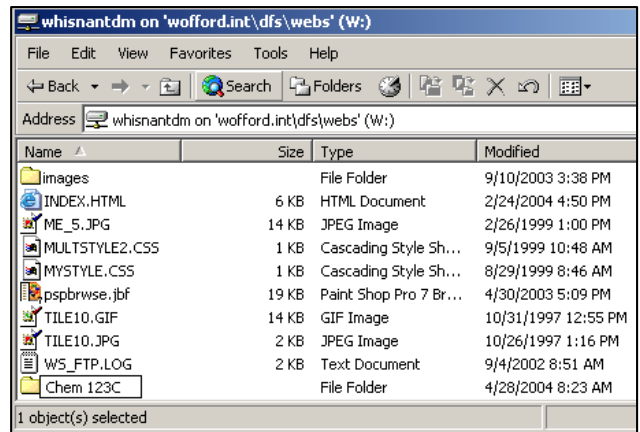 whisnantdm on 'wofford.int\dfs\webs' (W:)
File Edit View Favorites Tools Help
Back Search Folders
Address whisnantdm on 'wofford.int\dfs\webs' (W:)
Name Size Type Modified
images File Folder 9/10/2003 3:38 PM
INDEX.HTML 6 KB HTML Document 2/24/2004 4:50 PM
ME_5.JPG 14 KB JPEG Image 2/26/1999 1:00 PM
MULTSTYLE2.CSS 1 KB Cascading Style Sh... 9/5/1999 10:48 AM
MYSTYLE.CSS 1 KB Cascading Style Sh... 8/29/1999 8:46 AM
pspbrwse.jbf 19 KB Paint Shop Pro 7 Br... 4/30/2003 5:09 PM
TILE10.GIF 14 KB GIF Image 10/31/1997 12:55 PM
TILE10.JPG 2 KB JPEG Image 10/26/1997 1:16 PM
WS_FTP.LOG 2 KB Text Document 9/4/2002 8:51 AM
Chem 123C File Folder 4/28/2004 8:23 AM
1 object(s) selected